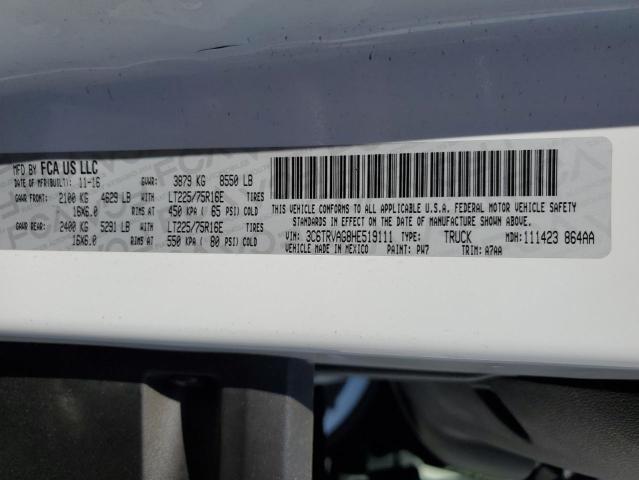 MFD BY FCA US LLC
DATE OF MFR(BUILT): 11-16 GVWR: 3879 KG 8550 LB
GAWR FRONT: 2100 KG 4629 LB WITH LT225/75R16E TIRES
16X6.0 RIMS AT 450 KPA ( 65 PSI) COLD
GAWR REAR: 2400 KG 5291 LB WITH LT225/75R16E TIRES
16X6.0 RIMS AT 550 KPA ( 80 PSI) COLD
THIS VEHICLE CONFORMS TO ALL APPLICABLE U.S.A. FEDERAL MOTOR VEHICLE SAFETY
STANDARDS IN EFFECT ON THE DATE OF MANUFACTURE SHOWN ABOVE.
VIN: 3C6TRVAG8HE519111 TYPE: TRUCK MDH: 111423 864AA
VEHICLE MADE IN MEXICO PAINT: PW7 TRIM: A7AA